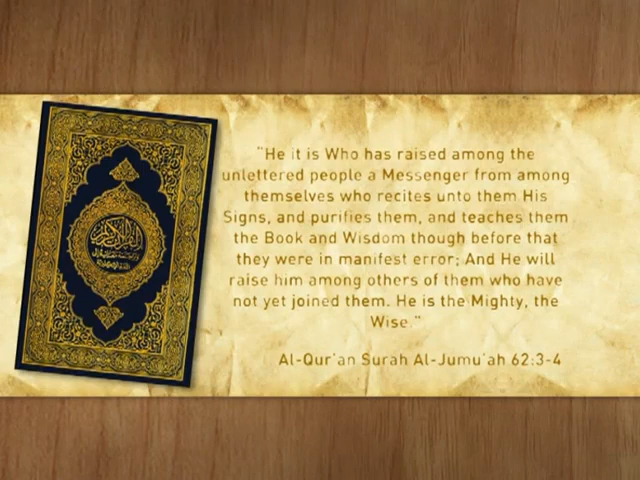 القرآن الكريم
"He it is Who has raised among the
unlettered people a Messenger from among
themselves who recites unto them His
Signs, and purifies them, and teaches them
the Book and Wisdom though before that
they were in manifest error; And He will
raise him among others of them who have
not yet joined them. He is the Mighty, the
Wise."
Al-Qur'an Surah Al-Jumu'ah 62:3-4